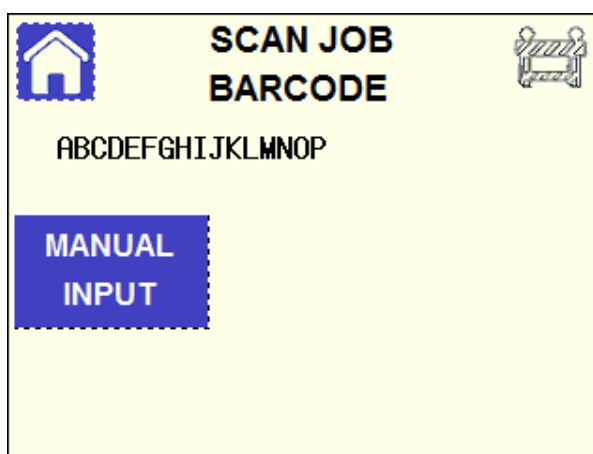 SCAN JOB
BARCODE
ABCDEFGHIJKLMNOP
MANUAL
INPUT